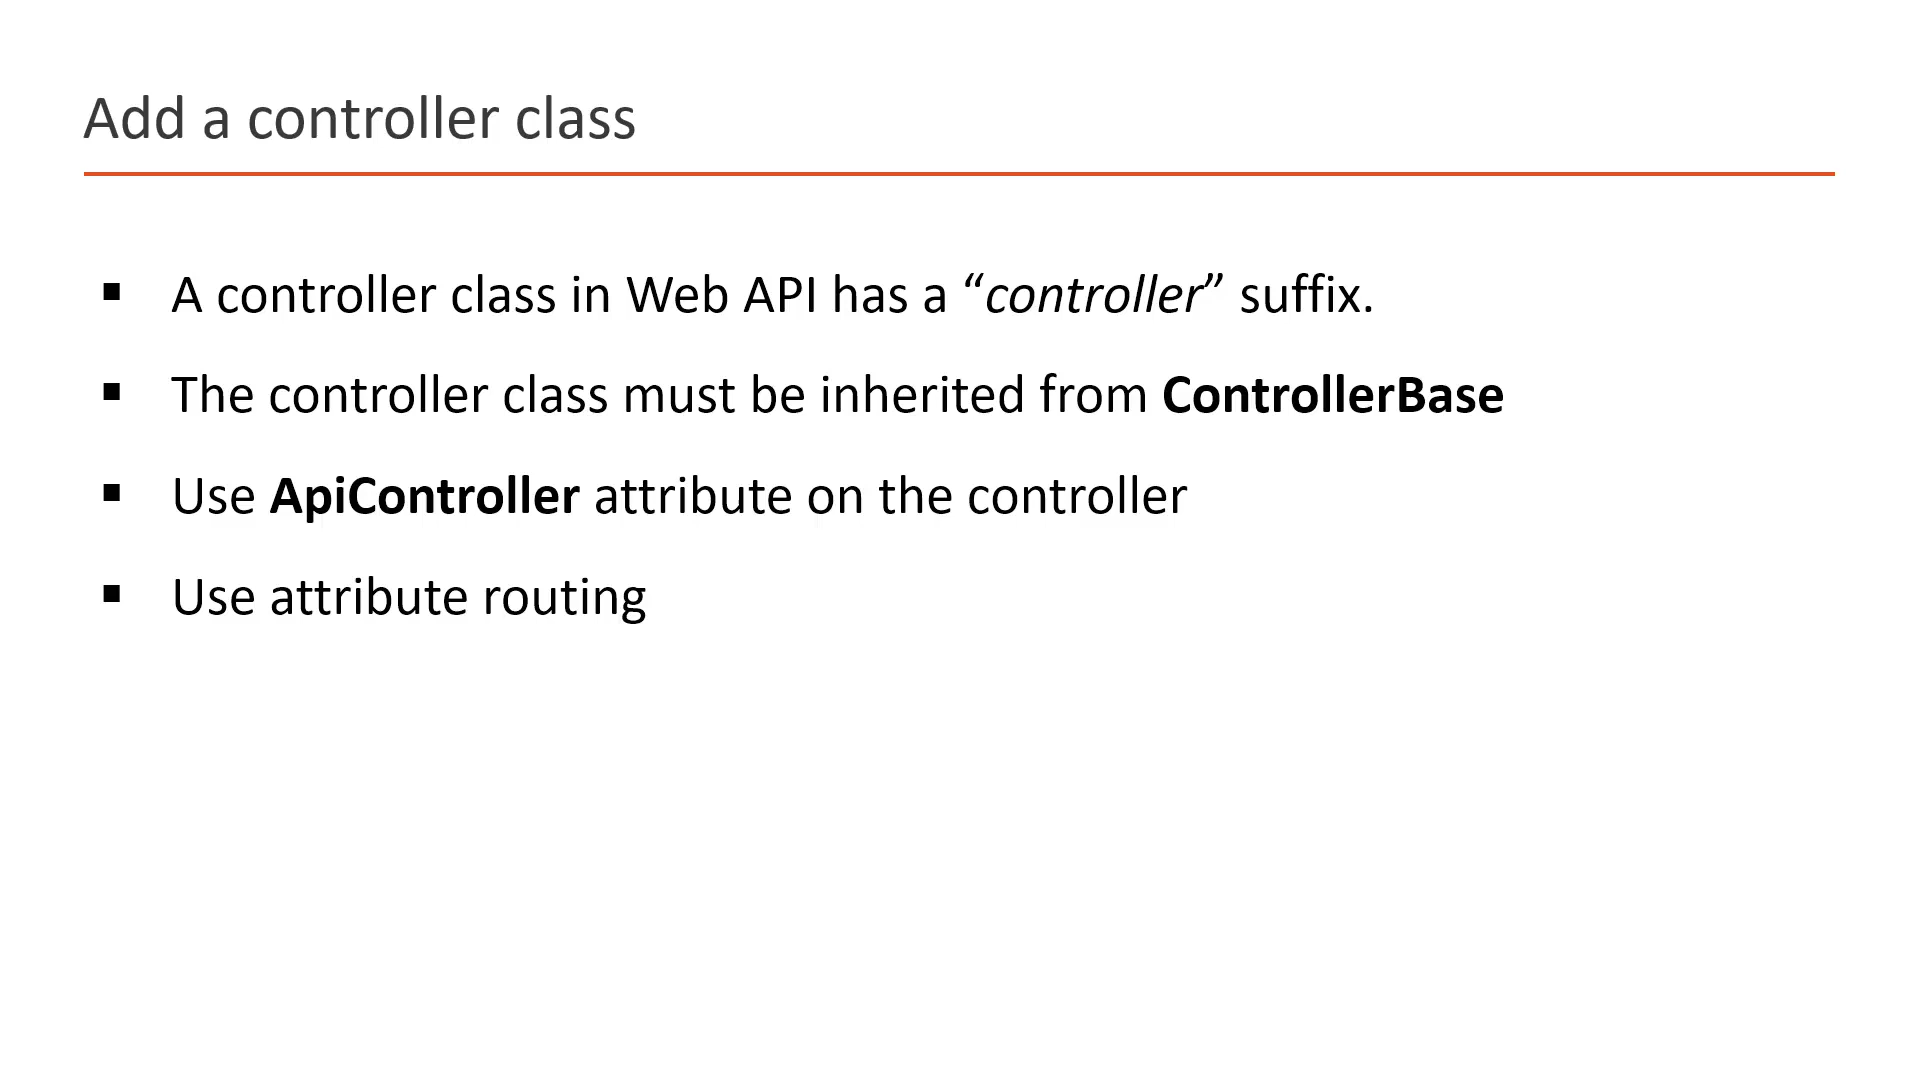 Add a controller class
▪ A controller class in Web API has a “controller” suffix.
▪ The controller class must be inherited from ControllerBase
▪ Use ApiController attribute on the controller
▪ Use attribute routing